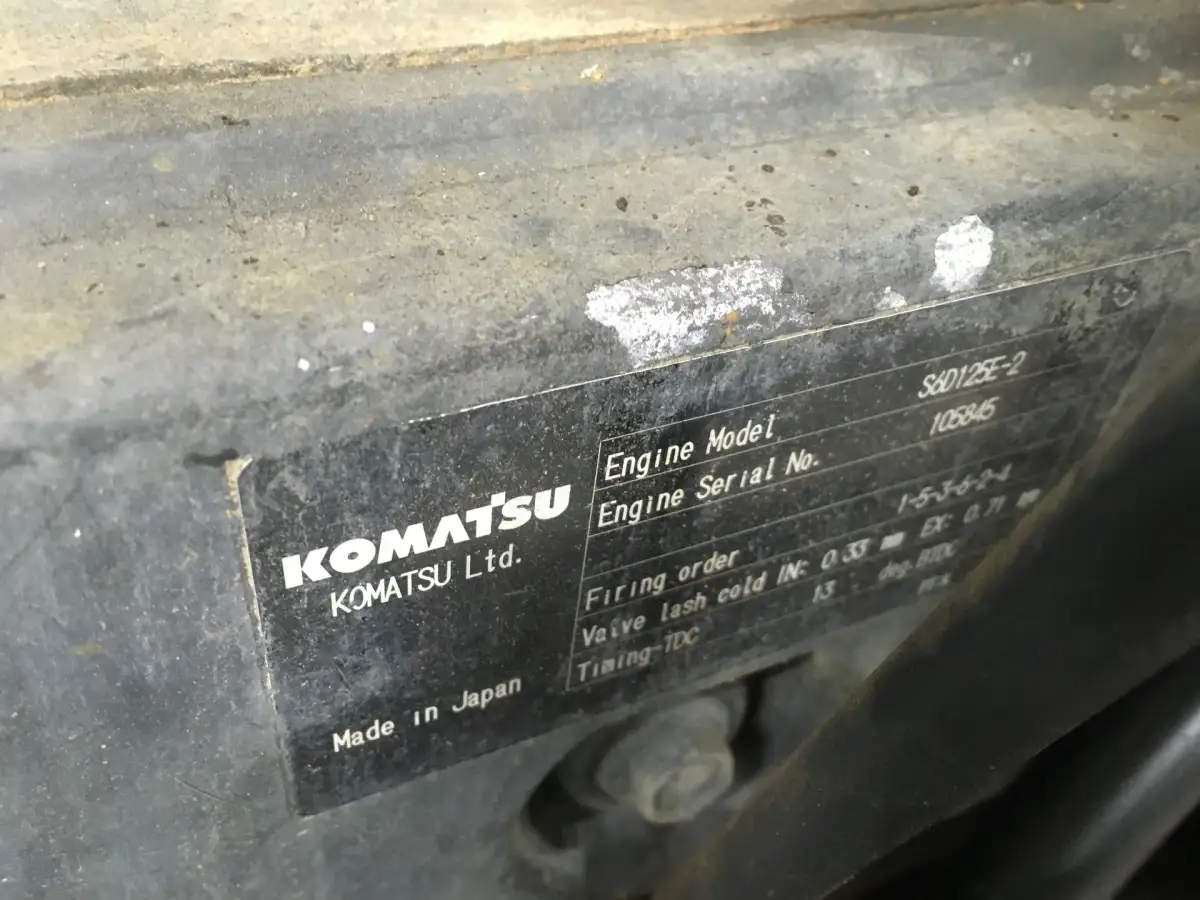 KOMATSU
KOMATSU Ltd.
Made in Japan
Engine Model S6D125E-2
Engine Serial No. 105845
Firing order 1-5-3-6-2-4
Valve lash cold IN: 0.33 mm EX: 0.71 mm
Timing-TDC 13 deg.BTDC